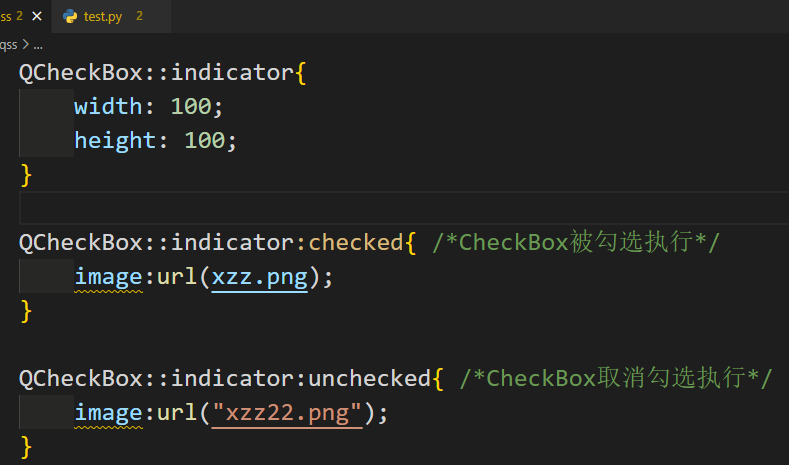 ss 2 × test.py 2
qss > ...
QCheckBox::indicator{
width: 100;
height: 100;
}
QCheckBox::indicator:checked{ /*CheckBox被勾选执行*/
image:url(xzz.png);
}
QCheckBox::indicator:unchecked{ /*CheckBox取消勾选执行*/
image:url("xzz22.png");
}